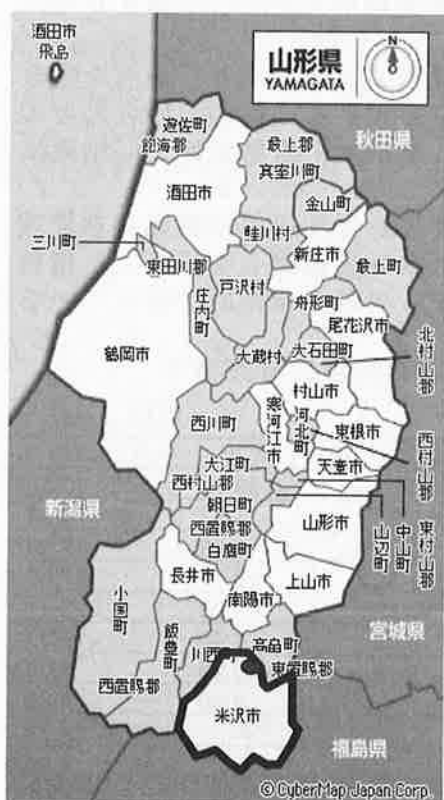 酒田市
飛島
山形県
YAMAGATA
N
遊佐町
飽海郡
最上郡
真室川町
秋田県
酒田市
金山町
三川町
鮭川村
新庄市
東田川郡
庄内町
戸沢村
最上町
舟形町
尾花沢市
鶴岡市
大蔵村
大石田町
北村山郡
村山市
西川町
寒河江市
河北町
東根市
西村山郡
大江町
天童市
西村山郡
朝日町
新潟県
山形市
山辺町
中山町
東村山郡
西置賜郡
白鷹町
長井市
上山市
南陽市
小国町
宮城県
飯豊町
高畠町
川西町
東置賜郡
西置賜郡
米沢市
福島県
© CyberMap Japan Corp.